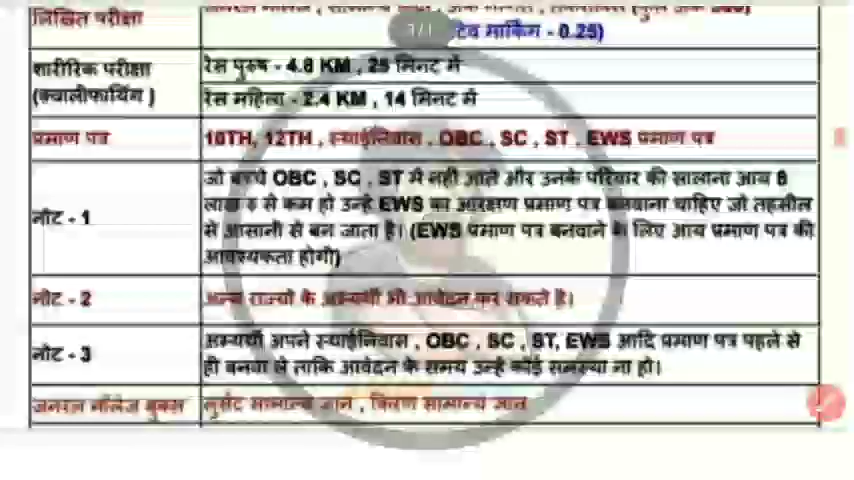 लिखित परीक्षा
1/1
टिव मार्किंग - 0.25)
शारीरिक परीक्षा
(क्वालीफायिंग )
रेस पुरुष - 4.8 KM , 25 मिनट में
रेस महिला - 2.4 KM , 14 मिनट में
प्रमाण पत्र
10TH, 12TH , स्थाईनिवास , OBC , SC , ST , EWS प्रमाण पत्र
नोट - 1
जो बच्चे OBC , SC , ST में नही आते और उनके परिवार की सालाना आय 8
लाख रु से कम हो उन्हे EWS का आरक्षण प्रमाण पत्र बनवाना चाहिए जो तहसील
से आसानी से बन जाता है। (EWS प्रमाण पत्र बनवाने के लिए आय प्रमाण पत्र की
आवश्यकता होगी)
नोट - 2
अन्य राज्यों के अभ्यर्थी भी आवेदन कर सकते है।
नोट - 3
अभ्यर्थी अपने स्थाईनिवास , OBC , SC , ST, EWS आदि प्रमाण पत्र पहले से
ही बनवा ले ताकि आवेदन के समय उन्हे कोई समस्या ना हो।
जनरल नॉलेज बुक्स
लुसेंट सामान्य ज्ञान , किरण सामान्य ज्ञान